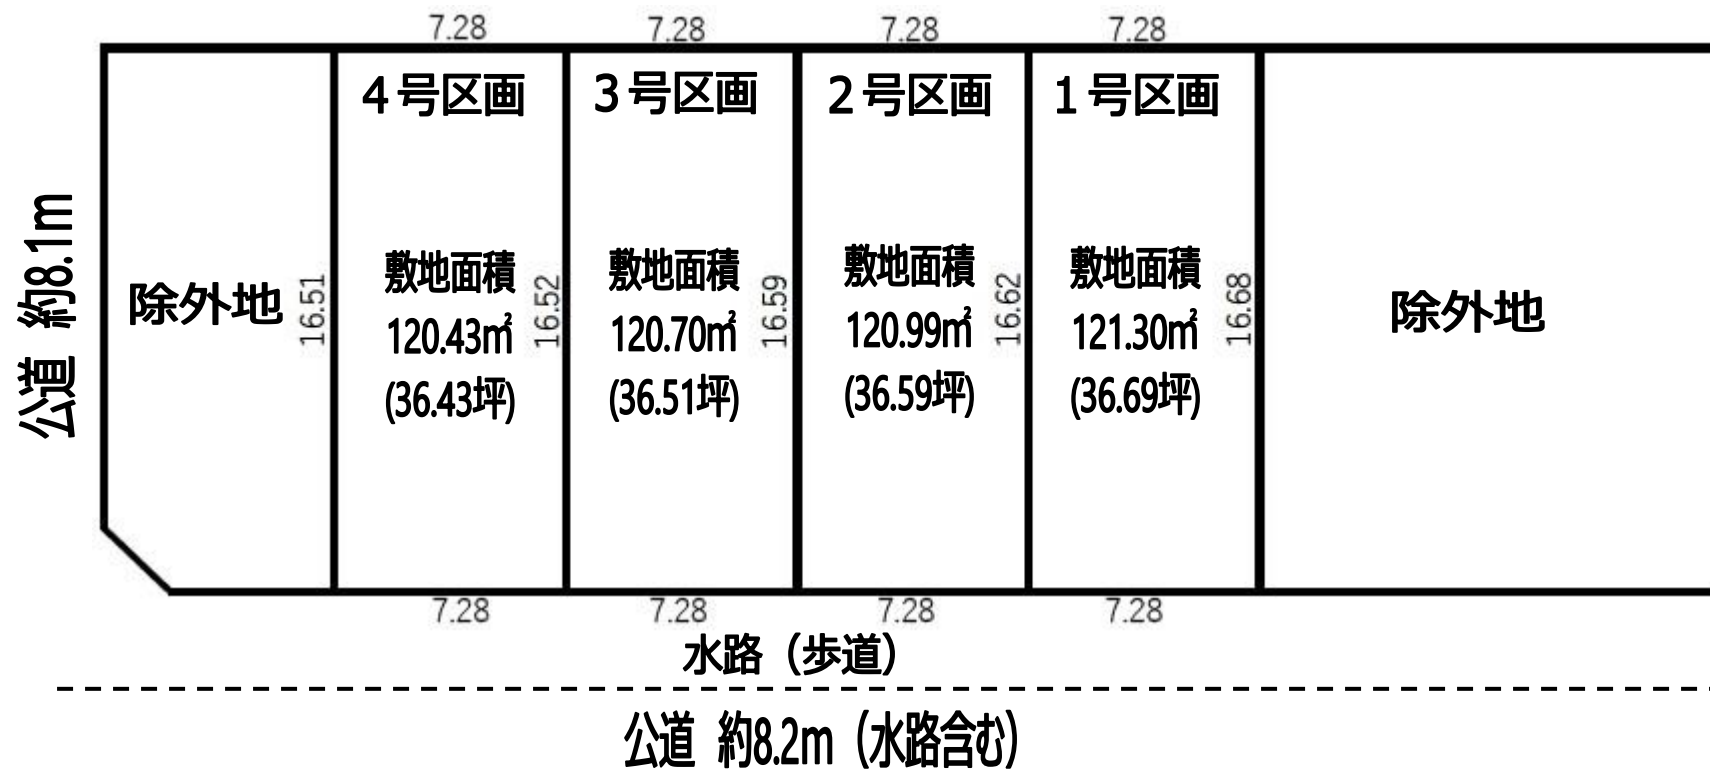 7.28
7.28
7.28
7.28
4号区画
3号区画
2号区画
1号区画
公道 約8.1m
除外地
16.51
敷地面積
120.43㎡
(36.43坪)
16.52
敷地面積
120.70㎡
(36.51坪)
16.59
敷地面積
120.99㎡
(36.59坪)
16.62
敷地面積
121.30㎡
(36.69坪)
16.68
除外地
7.28
7.28
7.28
7.28
水路（歩道）
公道 約8.2m（水路含む）